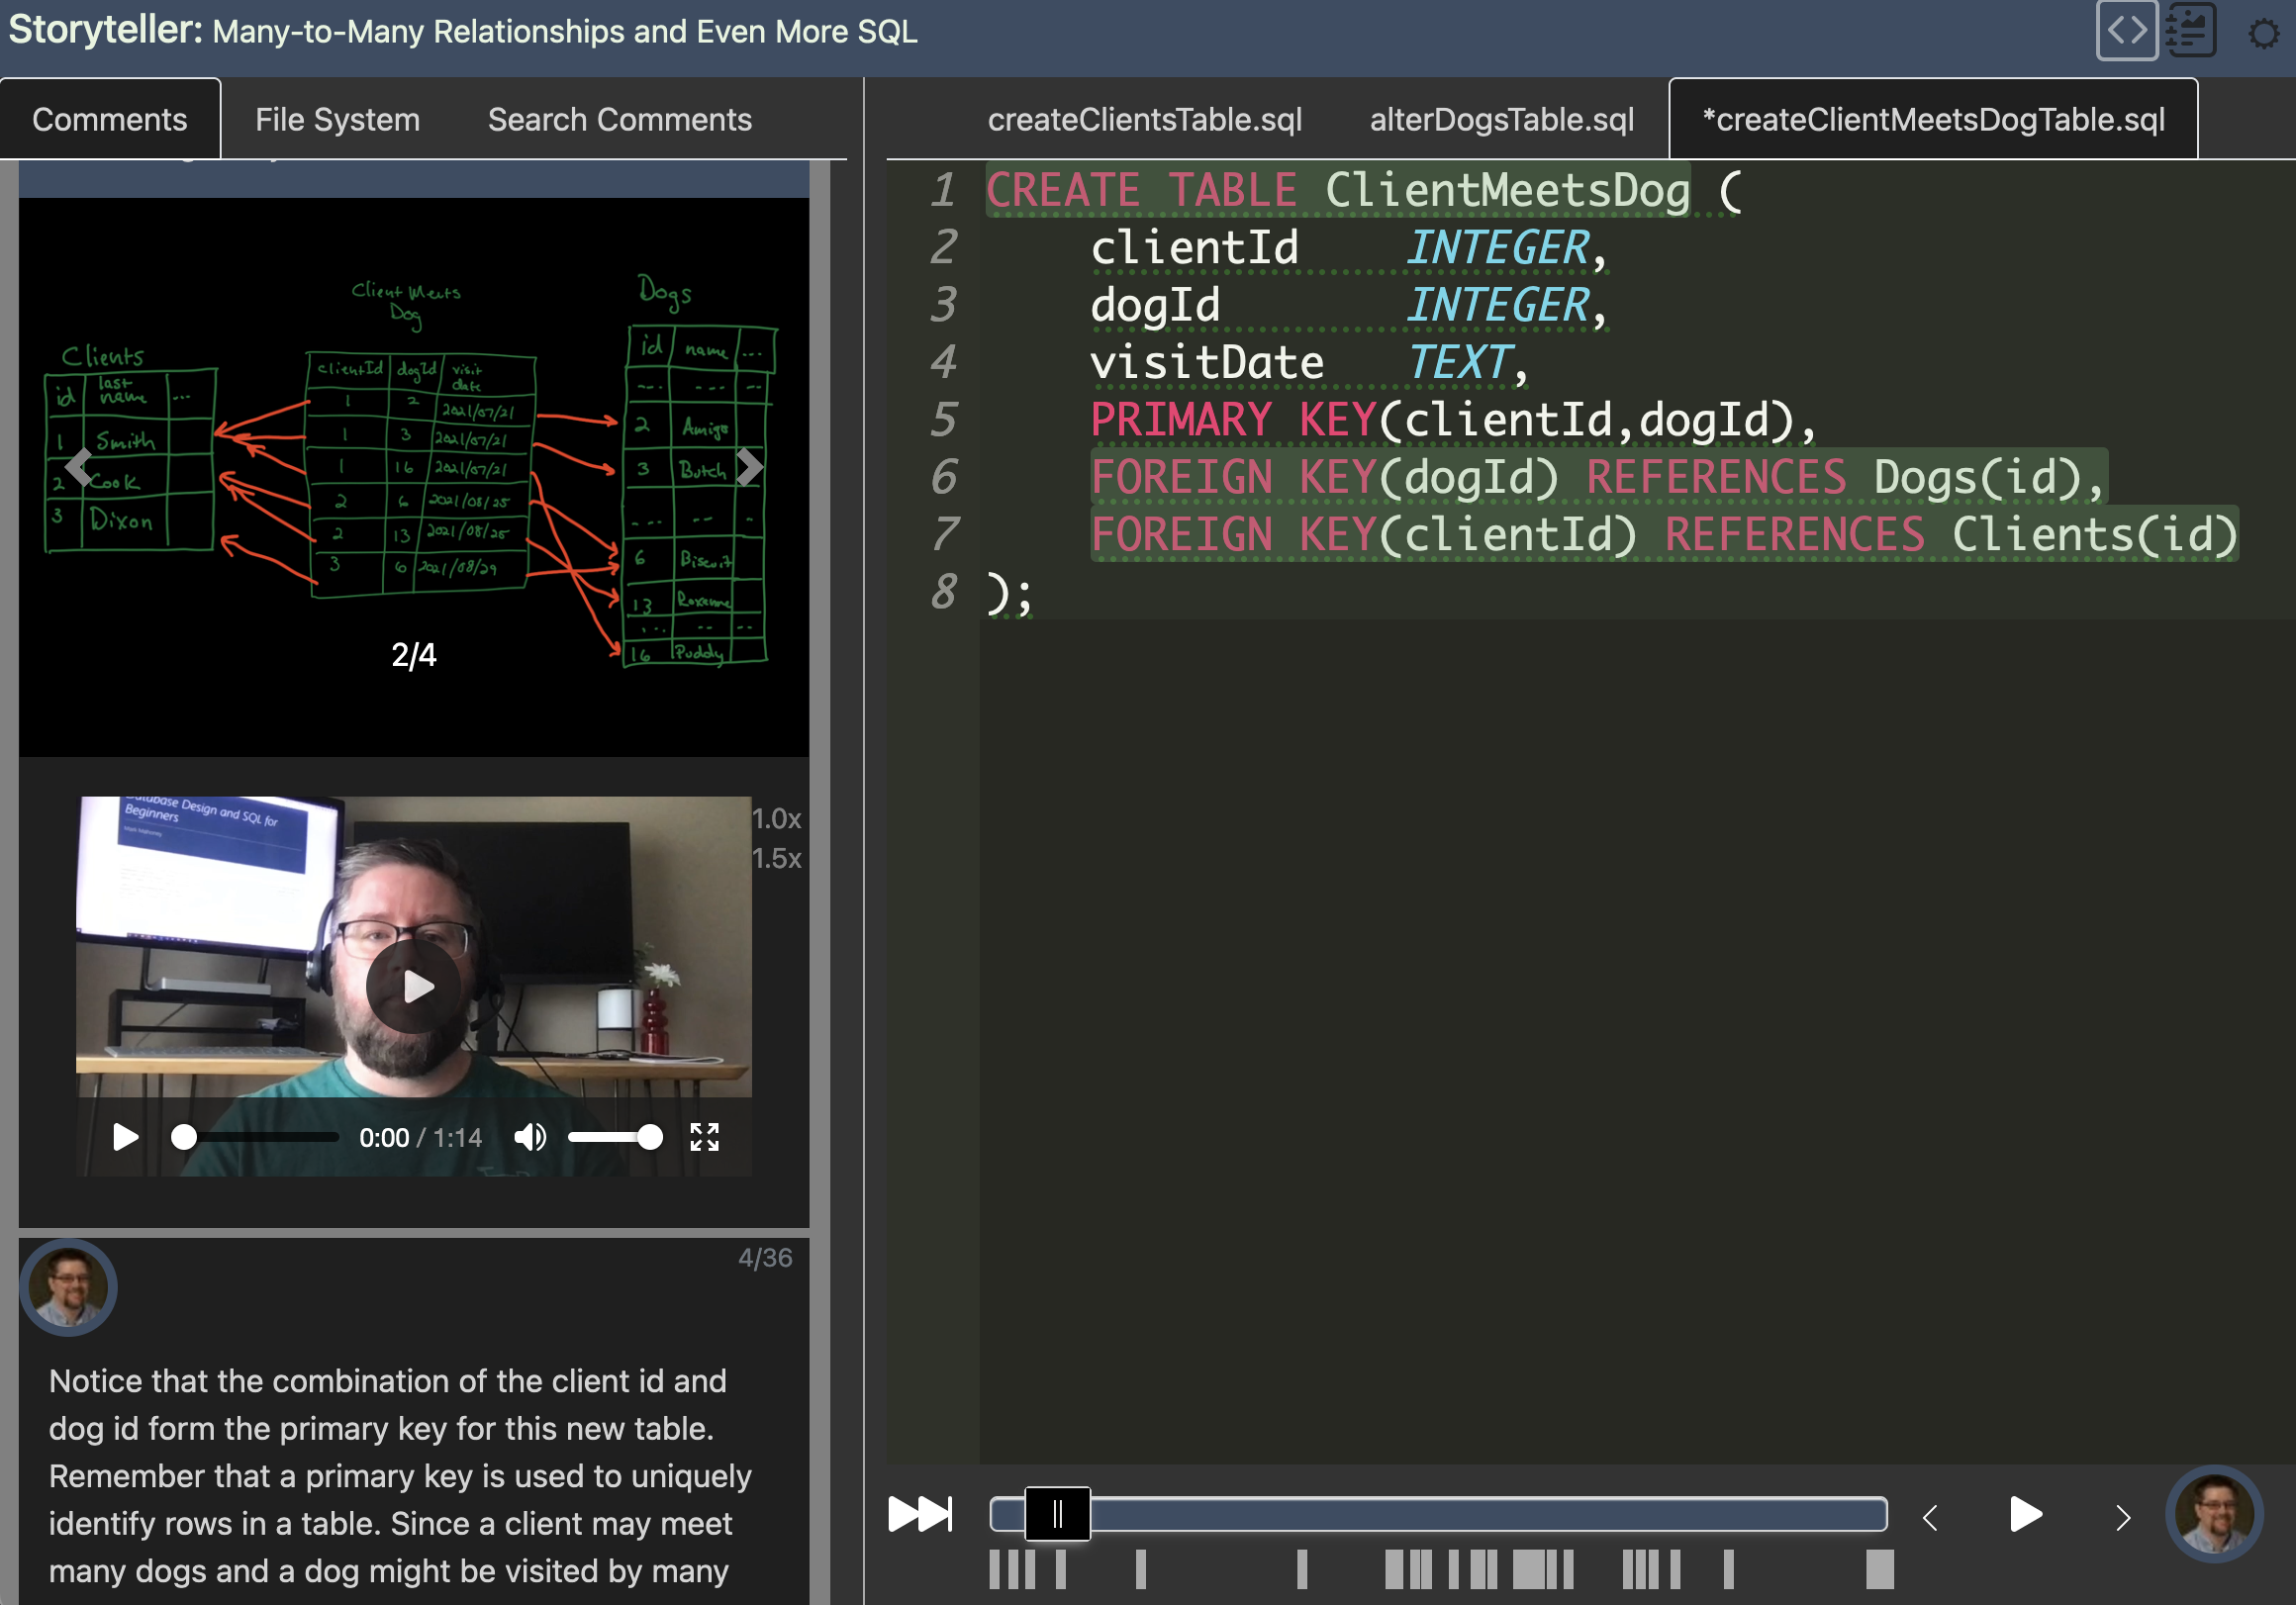 Storyteller: Many-to-Many Relationships and Even More SQL
Comments File System Search Comments
createClientsTable.sql alterDogsTable.sql *createClientMeetsDogTable.sql
Clients
id last name ...
1 Smith
2 Cook
3 Dixon
Client Meets
Dog
clientId dogId visit date
1 2 2021/07/21
1 3 2021/07/21
1 16 2021/07/21
2 6 2021/08/25
2 13 2021/08/25
3 6 2021/08/29
Dogs
id name ...
--- --- --
2 Amigo
3 Butch
--- -- -
6 Biscuit
13 Roxanne
... -- --
16 Puddy
2/4
Database Design and SQL for
Beginners
1.0x
1.5x
0:00 / 1:14
4/36
Notice that the combination of the client id and
dog id form the primary key for this new table.
Remember that a primary key is used to uniquely
identify rows in a table. Since a client may meet
many dogs and a dog might be visited by many
1 CREATE TABLE ClientMeetsDog (
2 clientId INTEGER,
3 dogId INTEGER,
4 visitDate TEXT,
5 PRIMARY KEY(clientId,dogId),
6 FOREIGN KEY(dogId) REFERENCES Dogs(id),
7 FOREIGN KEY(clientId) REFERENCES Clients(id)
8 );